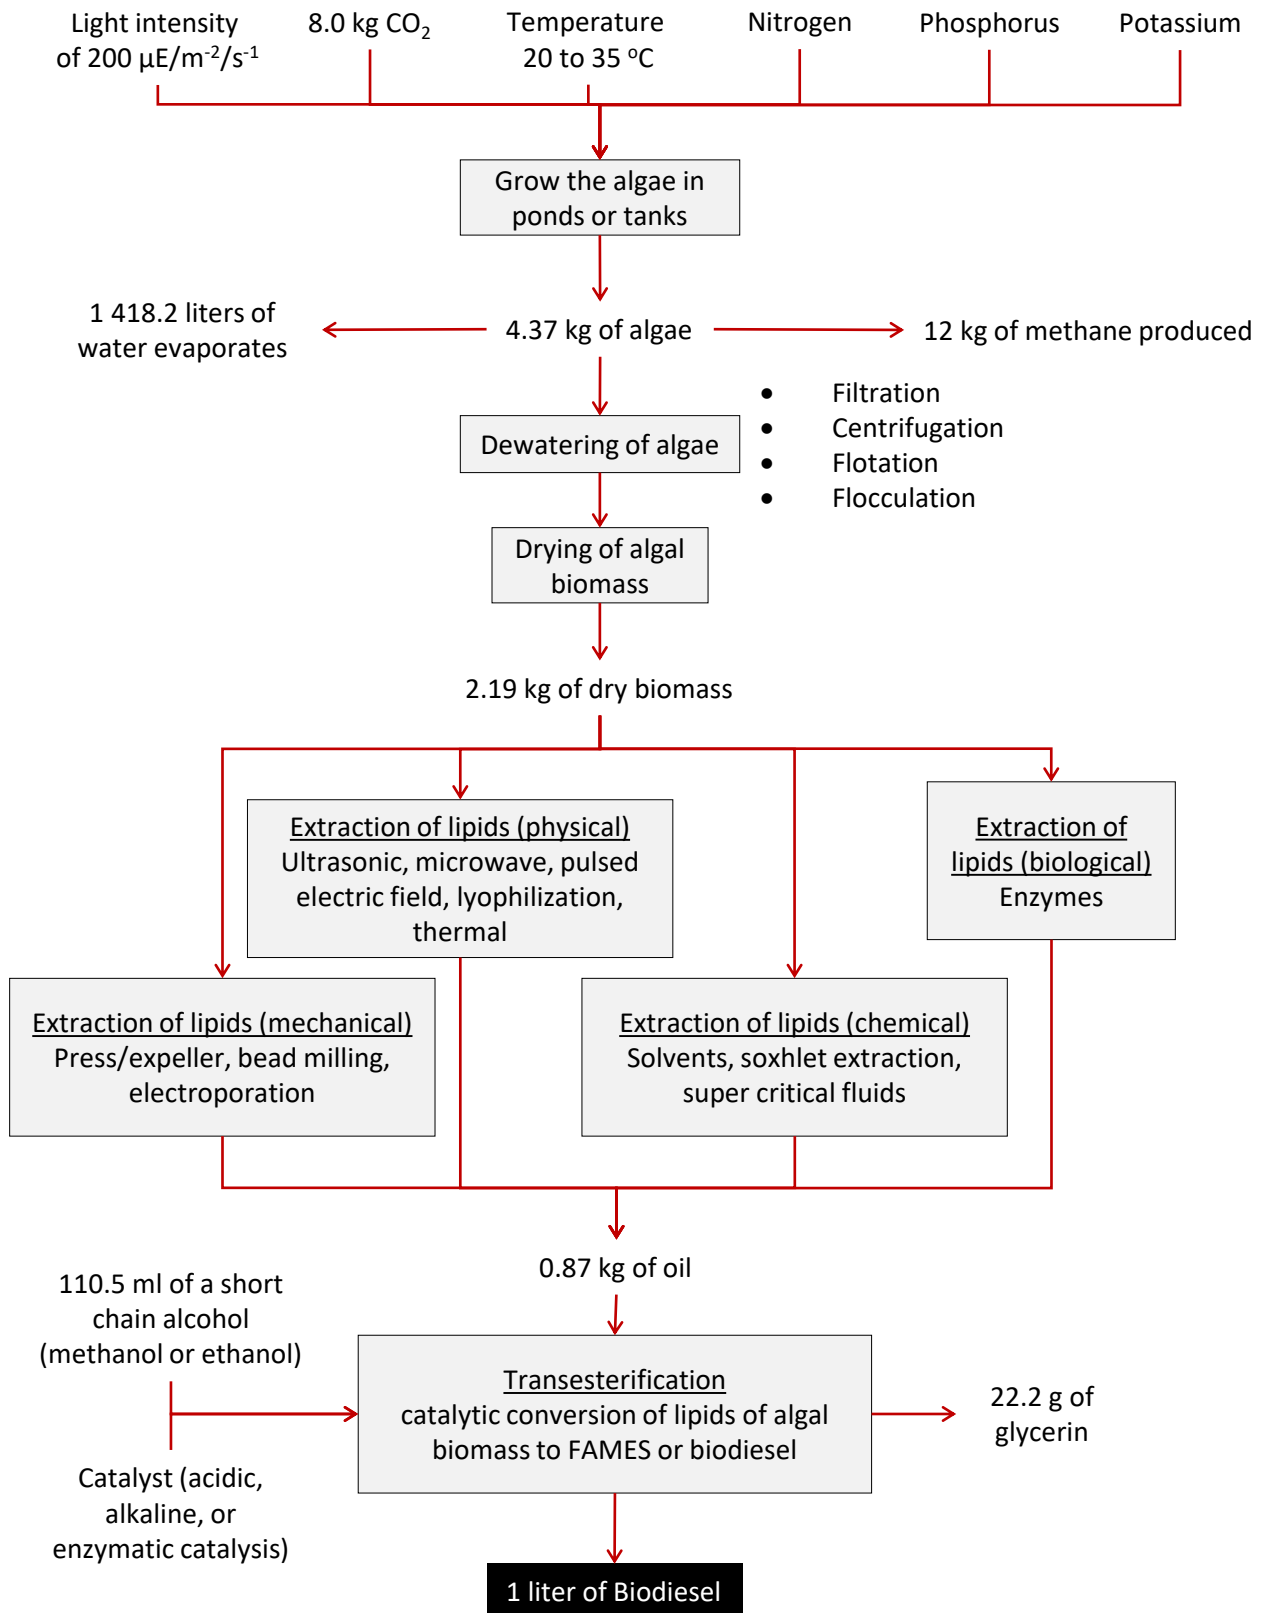 Light intensity
of 200 µE/m⁻²/s⁻¹
8.0 kg CO₂
Temperature
20 to 35 ºC
Nitrogen
Phosphorus
Potassium
Grow the algae in
ponds or tanks
1 418.2 liters of
water evaporates
4.37 kg of algae
12 kg of methane produced
Dewatering of algae
• Filtration
• Centrifugation
• Flotation
• Flocculation
Drying of algal
biomass
2.19 kg of dry biomass
Extraction of lipids (physical)
Ultrasonic, microwave, pulsed
electric field, lyophilization,
thermal
Extraction of
lipids (biological)
Enzymes
Extraction of lipids (mechanical)
Press/expeller, bead milling,
electroporation
Extraction of lipids (chemical)
Solvents, soxhlet extraction,
super critical fluids
0.87 kg of oil
110.5 ml of a short
chain alcohol
(methanol or ethanol)
Transesterification
catalytic conversion of lipids of algal
biomass to FAMES or biodiesel
22.2 g of
glycerin
Catalyst (acidic,
alkaline, or
enzymatic catalysis)
1 liter of Biodiesel